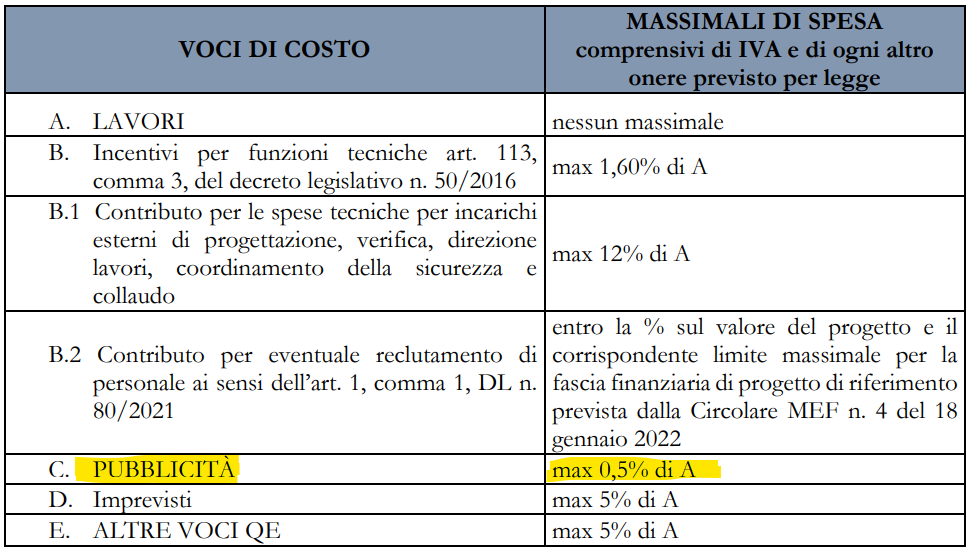 VOCI DI COSTO
MASSIMALI DI SPESA
comprensivi di IVA e di ogni altro
onere previsto per legge
A. LAVORI
nessun massimale
B. Incentivi per funzioni tecniche art. 113,
comma 3, del decreto legislativo n. 50/2016
max 1,60% di A
B.1 Contributo per le spese tecniche per incarichi
esterni di progettazione, verifica, direzione
lavori, coordinamento della sicurezza e
collaudo
max 12% di A
B.2 Contributo per eventuale reclutamento di
personale ai sensi dell’art. 1, comma 1, DL n.
80/2021
entro la % sul valore del progetto e il
corrispondente limite massimale per la
fascia finanziaria di progetto di riferimento
prevista dalla Circolare MEF n. 4 del 18
gennaio 2022
C. PUBBLICITÀ
max 0,5% di A
D. Imprevisti
max 5% di A
E. ALTRE VOCI QE
max 5% di A